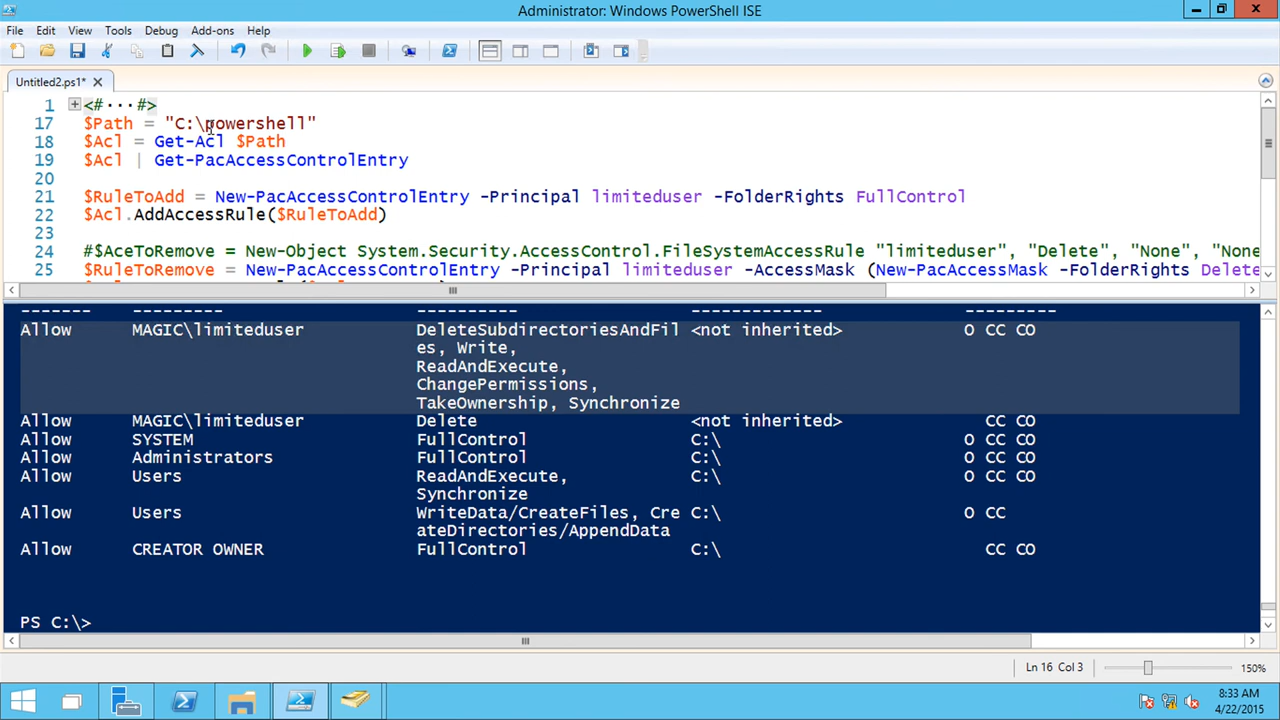 Administrator: Windows PowerShell ISE
File Edit View Tools Debug Add-ons Help
Untitled2.ps1*
1 <#···#>
17 $Path = "C:\powershell"
18 $Acl = Get-Acl $Path
19 $Acl | Get-PacAccessControlEntry
20
21 $RuleToAdd = New-PacAccessControlEntry -Principal limiteduser -FolderRights FullControl
22 $Acl.AddAccessRule($RuleToAdd)
23
24 #$AceToRemove = New-Object System.Security.AccessControl.FileSystemAccessRule "limiteduser", "Delete", "None", "None
25 $RuleToRemove = New-PacAccessControlEntry -Principal limiteduser -AccessMask (New-PacAccessMask -FolderRights Delete
------- --------- ---------- ------------- ---------
Allow MAGIC\limiteduser DeleteSubdirectoriesAndFil <not inherited> O CC CO
es, Write,
ReadAndExecute,
ChangePermissions,
TakeOwnership, Synchronize
Allow MAGIC\limiteduser Delete <not inherited> CC CO
Allow SYSTEM FullControl C:\ O CC CO
Allow Administrators FullControl C:\ O CC CO
Allow Users ReadAndExecute, C:\ O CC CO
Synchronize
Allow Users WriteData/CreateFiles, Cre C:\ O CC
ateDirectories/AppendData
Allow CREATOR OWNER FullControl C:\ CC CO
PS C:\>
Ln 16 Col 3 150%
8:33 AM
4/22/2015